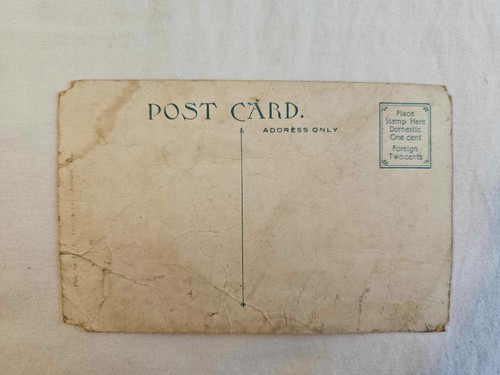 POST CARD.
ADDRESS ONLY
Place
Stamp Here
Domestic
One cent
Foreign
Two cents